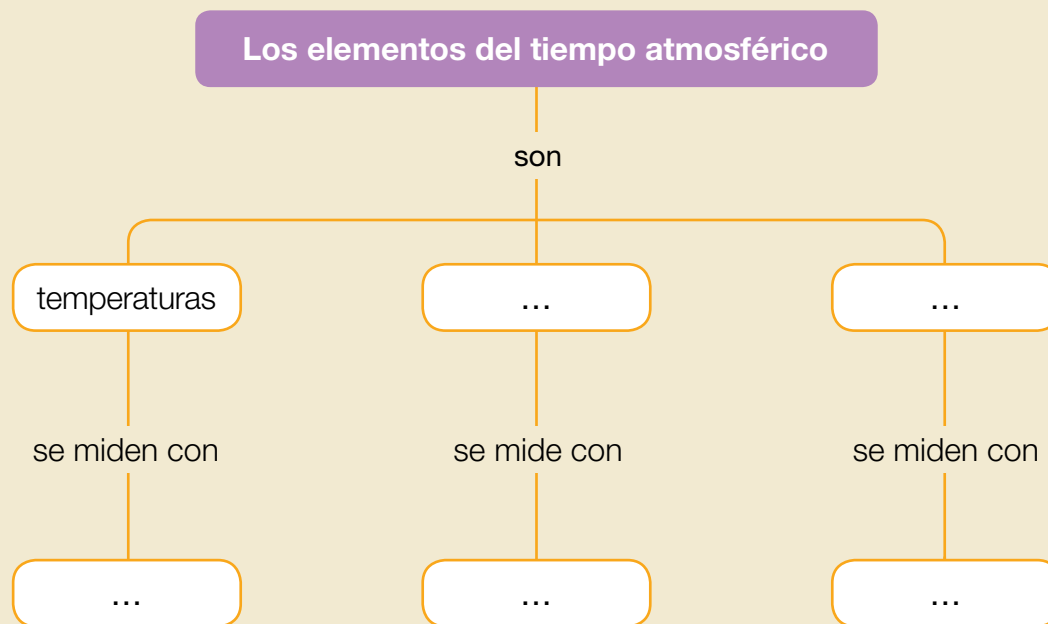 Los elementos del tiempo atmosférico
son
temperaturas
...
...
se miden con
se mide con
se miden con
...
...
...